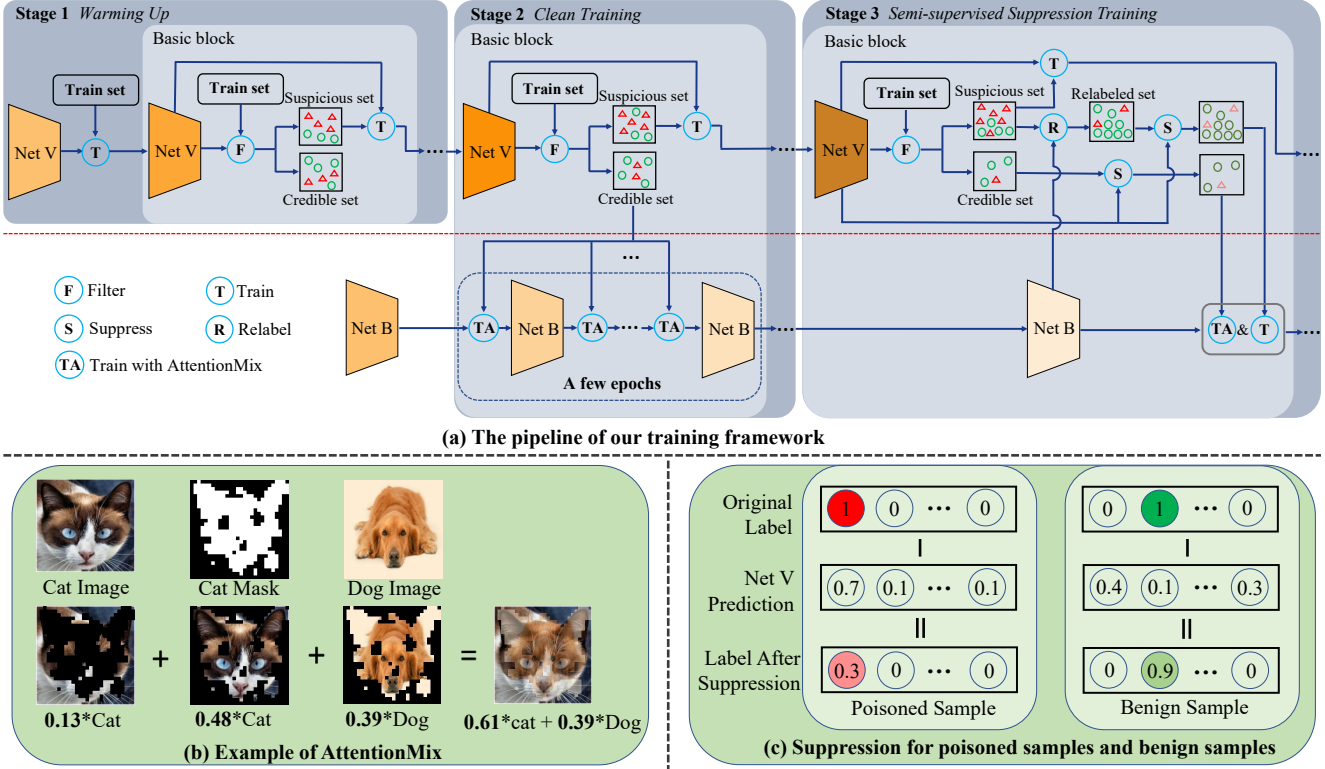 Stage 1 Warming Up
Basic block
Train set
Train set
Suspicious set
Net V
T
Net V
F
T
...
Credible set
Stage 2 Clean Training
Basic block
Train set
Suspicious set
Net V
F
T
...
Credible set
...
Stage 3 Semi-supervised Suppression Training
Basic block
T
Train set
Suspicious set
Relabeled set
Net V
F
R
S
...
Credible set
S
F Filter
T Train
S Suppress
R Relabel
TA Train with AttentionMix
Net B
TA
Net B
TA
...
TA
Net B
...
A few epochs
Net B
TA & T
...
(a) The pipeline of our training framework
Cat Image
Cat Mask
Dog Image
+
+
=
0.13*Cat
0.48*Cat
0.39*Dog
0.61*cat + 0.39*Dog
(b) Example of AttentionMix
Original
Label
1 0 ... 0
0 1 ... 0
Net V
Prediction
0.7 0.1 ... 0.1
0.4 0.1 ... 0.3
Label After
Suppression
0.3 0 ... 0
0 0.9 ... 0
Poisoned Sample
Benign Sample
(c) Suppression for poisoned samples and benign samples